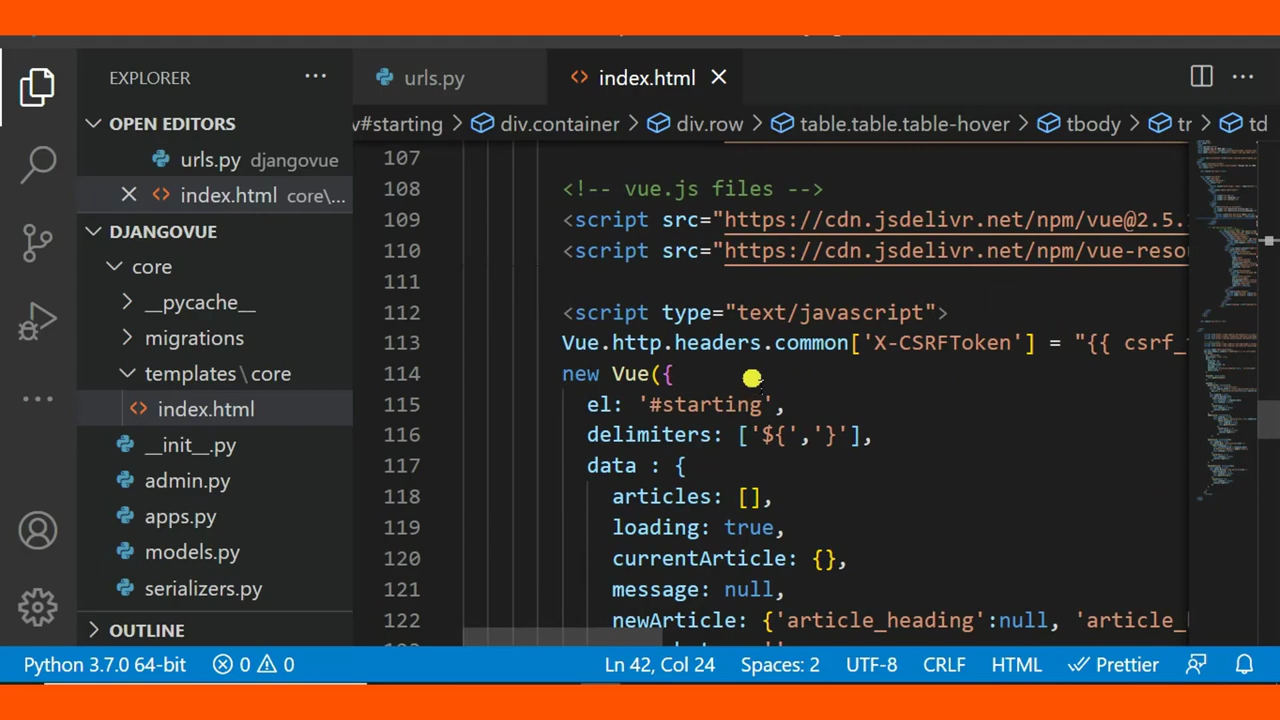 EXPLORER ...
OPEN EDITORS
urls.py djangovue
index.html core\...
DJANGOVUE
core
__pycache__
migrations
templates\core
index.html
__init__.py
admin.py
apps.py
models.py
serializers.py
OUTLINE
urls.py index.html
v#starting > div.container > div.row > table.table.table-hover > tbody > tr > td
107
108 <!-- vue.js files -->
109 <script src="https://cdn.jsdelivr.net/npm/vue@2.5.
110 <script src="https://cdn.jsdelivr.net/npm/vue-resou
111
112 <script type="text/javascript">
113 Vue.http.headers.common['X-CSRFToken'] = "{{ csrf_
114 new Vue({
115 el: '#starting',
116 delimiters: ['${','}'],
117 data : {
118 articles: [],
119 loading: true,
120 currentArticle: {},
121 message: null,
122 newArticle: {'article_heading':null, 'article_
Python 3.7.0 64-bit 0 0 Ln 42, Col 24 Spaces: 2 UTF-8 CRLF HTML Prettier